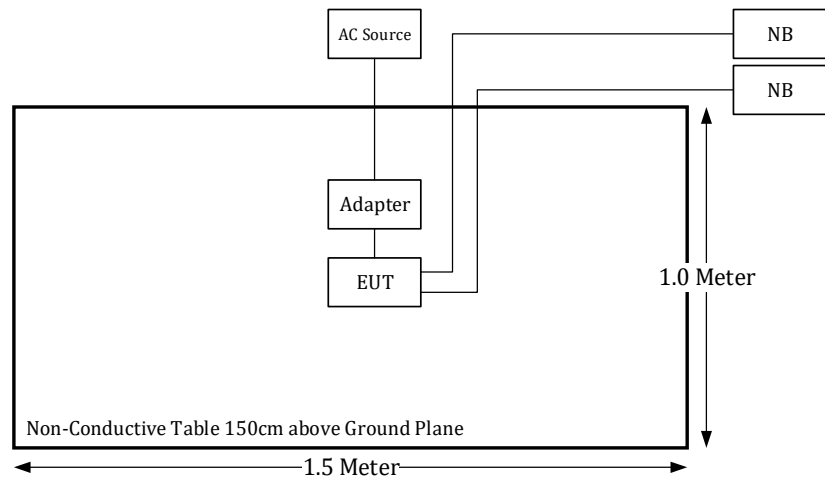 AC Source
NB
NB
Adapter
EUT
1.0 Meter
Non-Conductive Table 150cm above Ground Plane
1.5 Meter